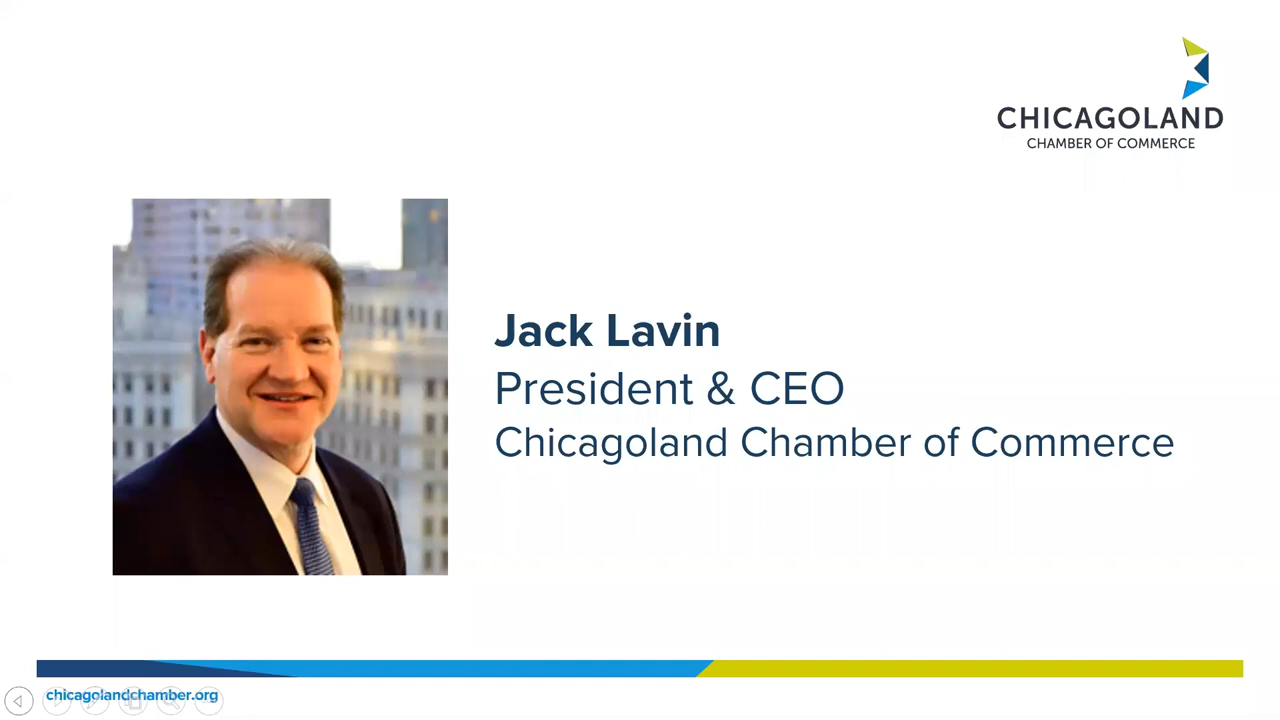 CHICAGOLAND
CHAMBER OF COMMERCE
Jack Lavin
President & CEO
Chicagoland Chamber of Commerce
chicagolandchamber.org